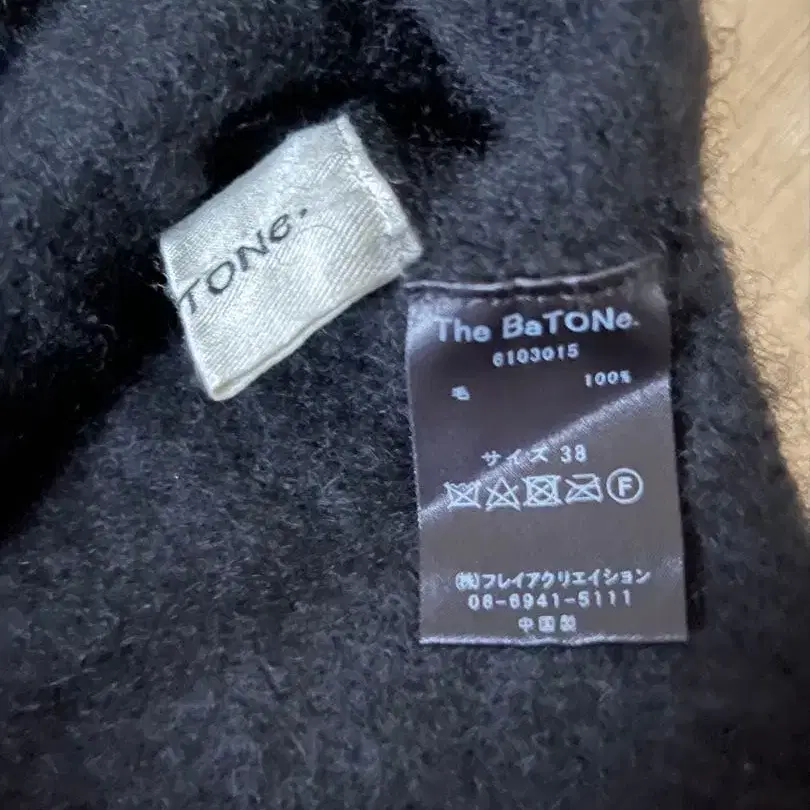 TONe.
The BaTONe.
6103015
毛 100%
サイズ 38
F
(株)フレイアクリエイション
06-6941-5111
中国製